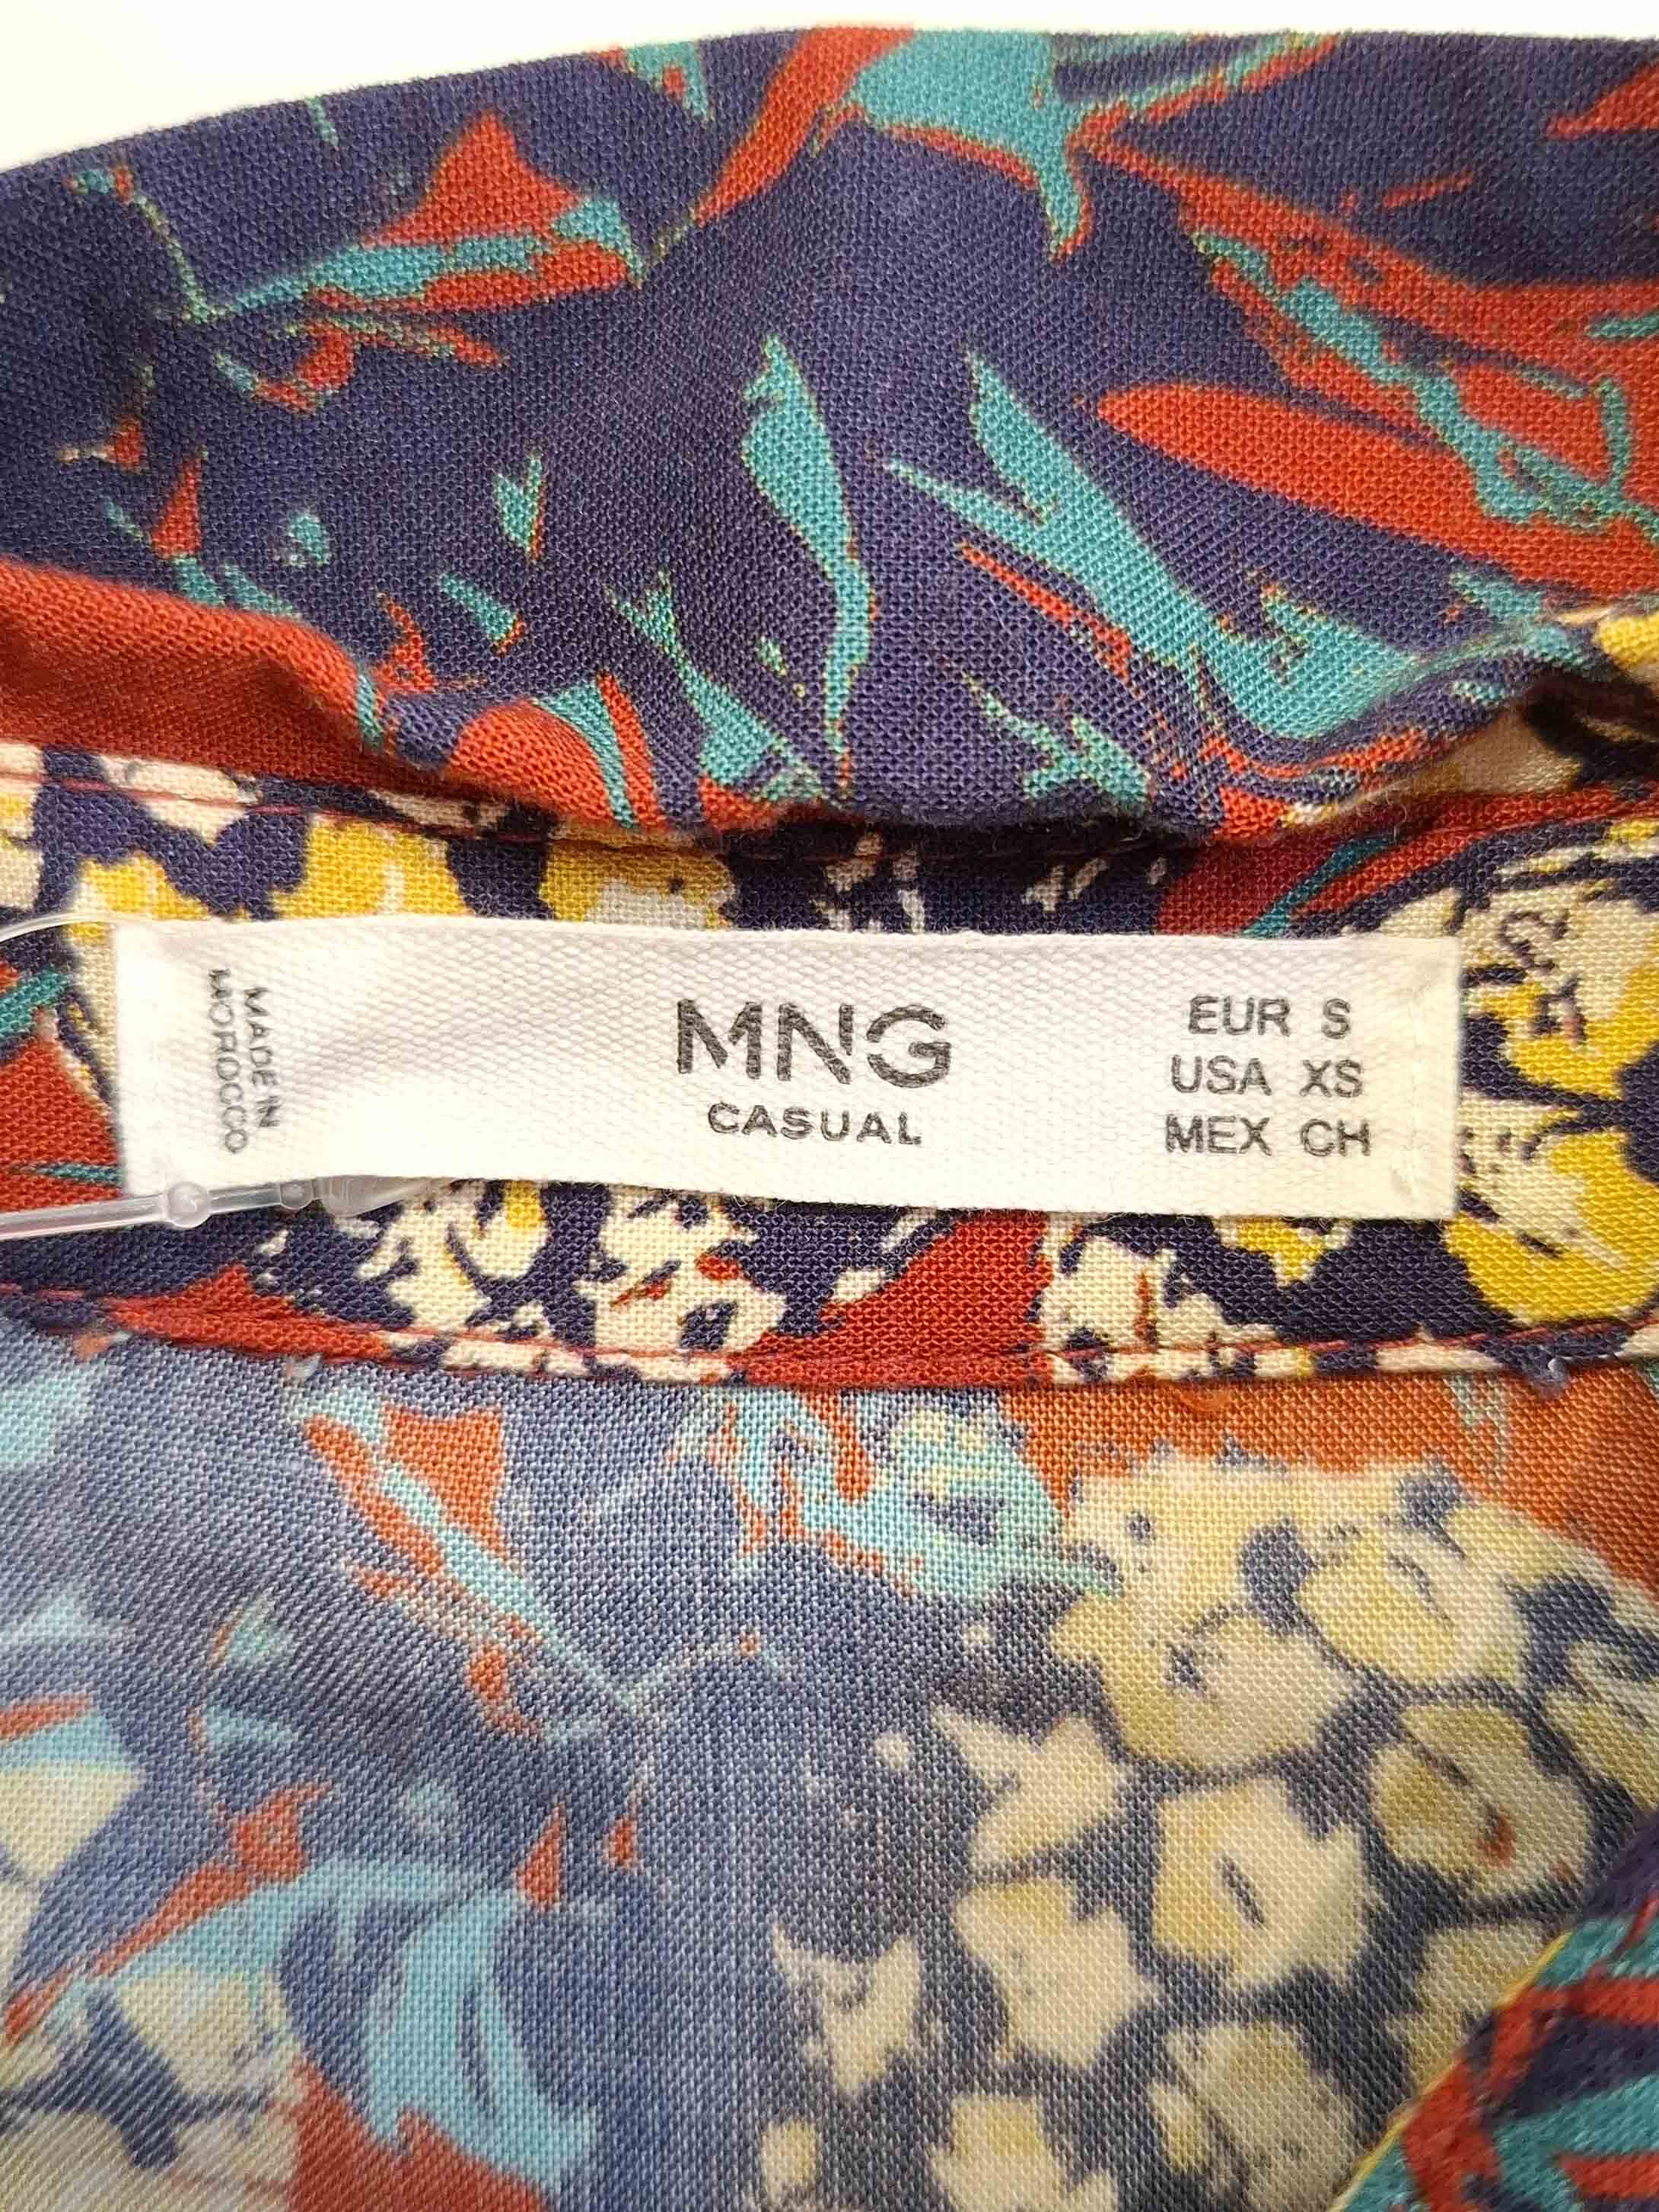 MADE IN
MOROCCO
MNG
CASUAL
EUR S
USA XS
MEX CH